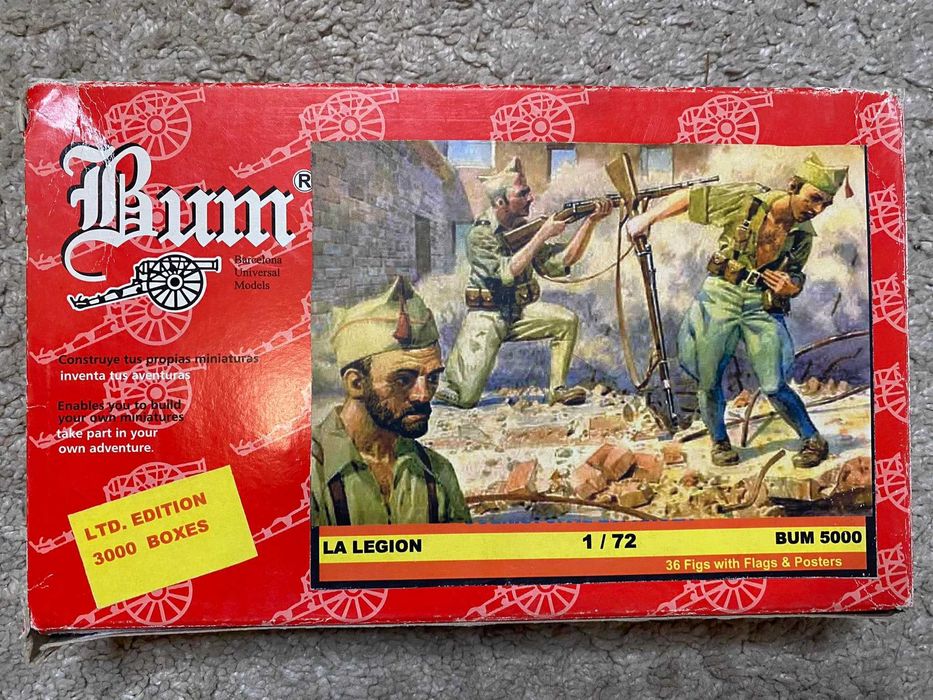 Bum ®
Barcelona
Universal
Models
Construye tus propias miniaturas
inventa tus aventuras
Enables you to build
your own miniatures
take part in your
own adventure.
LTD. EDITION
3000 BOXES
LA LEGION
1 / 72
BUM 5000
36 Figs with Flags & Posters